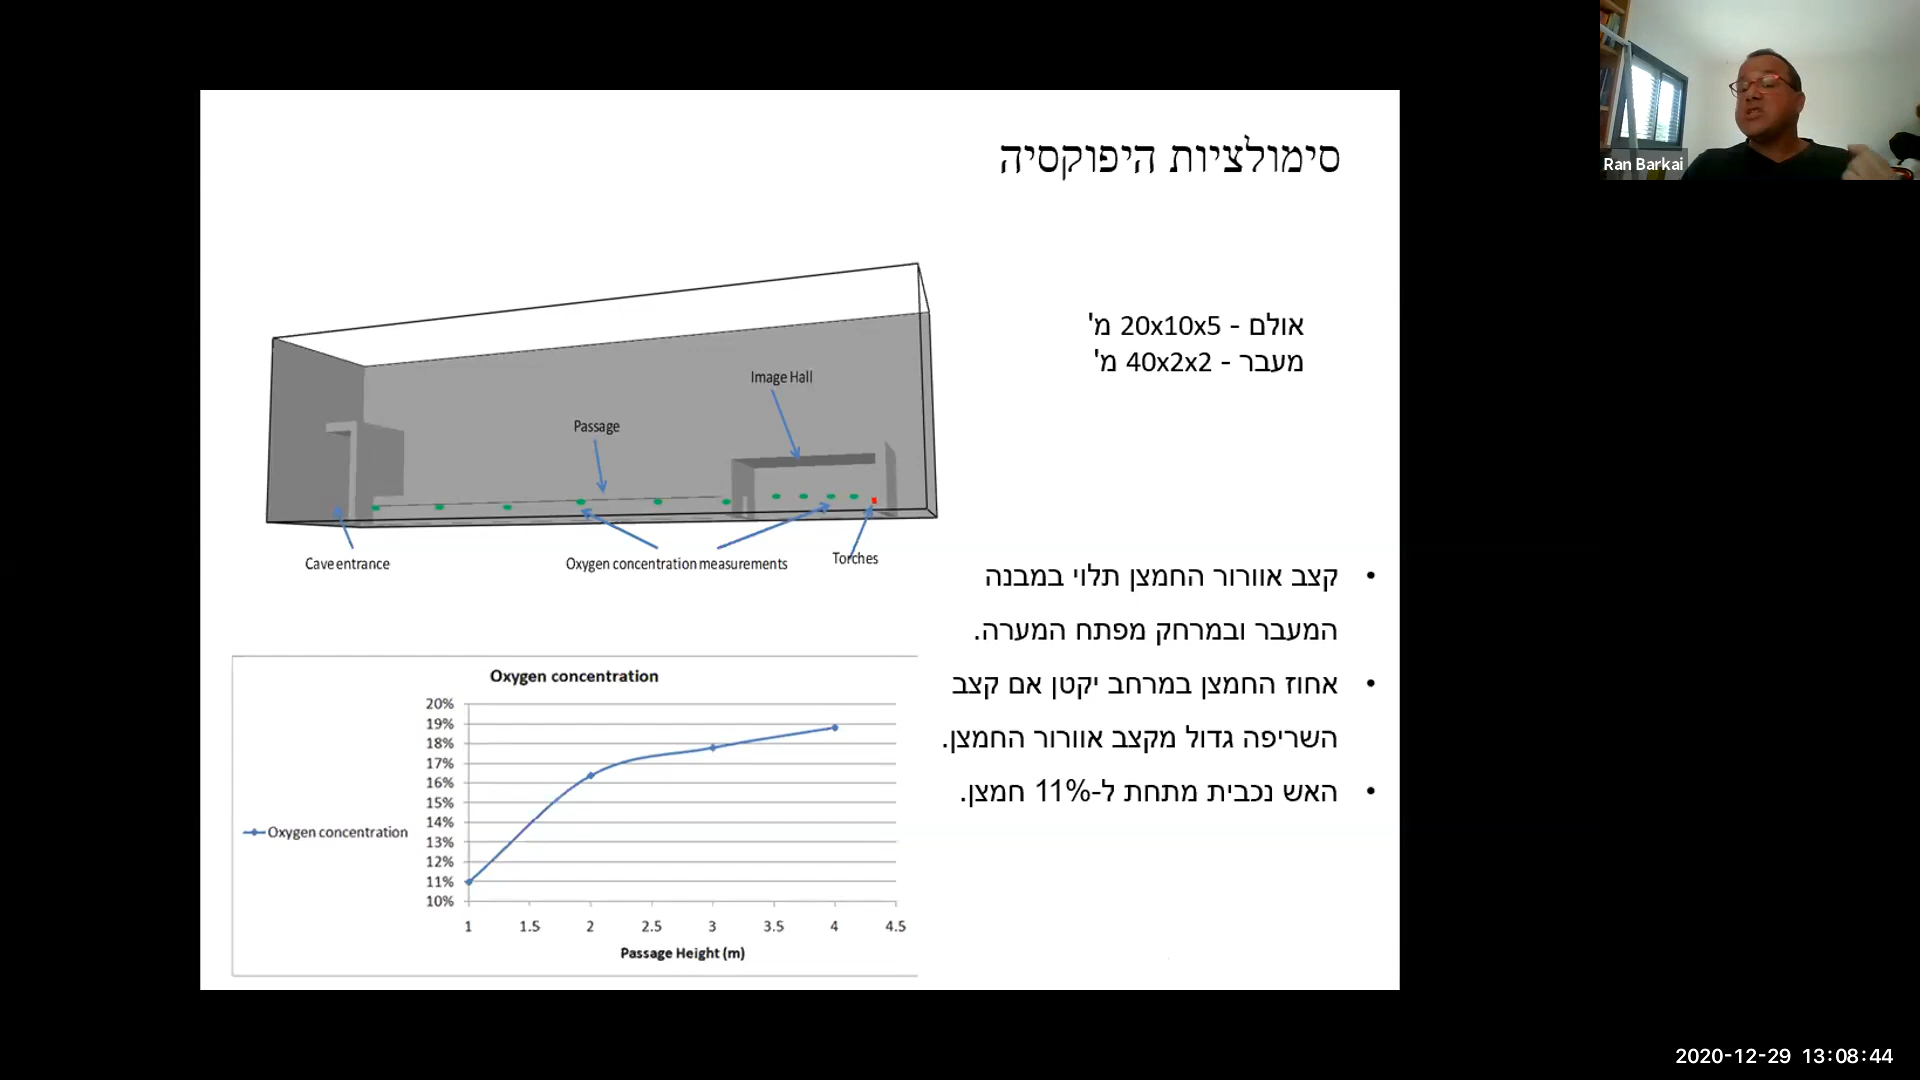 Ran Barkai
סימולציות היפוקסיה
אולם - 20x10x5 מ'
מעבר - 40x2x2 מ'
Image Hall
Passage
Cave entrance
Oxygen concentration measurements
Torches
• קצב אוורור החמצן תלוי במבנה
המעבר ובמרחק מפתח המערה.
• אחוז החמצן במרחב יקטן אם קצב
השריפה גדול מקצב אוורור החמצן.
• האש נכבית מתחת ל-11% חמצן.
Oxygen concentration
20%
19%
18%
17%
16%
15%
14%
13%
12%
11%
10%
Oxygen concentration
1 1.5 2 2.5 3 3.5 4 4.5
Passage Height (m)
2020-12-29 13:08:44